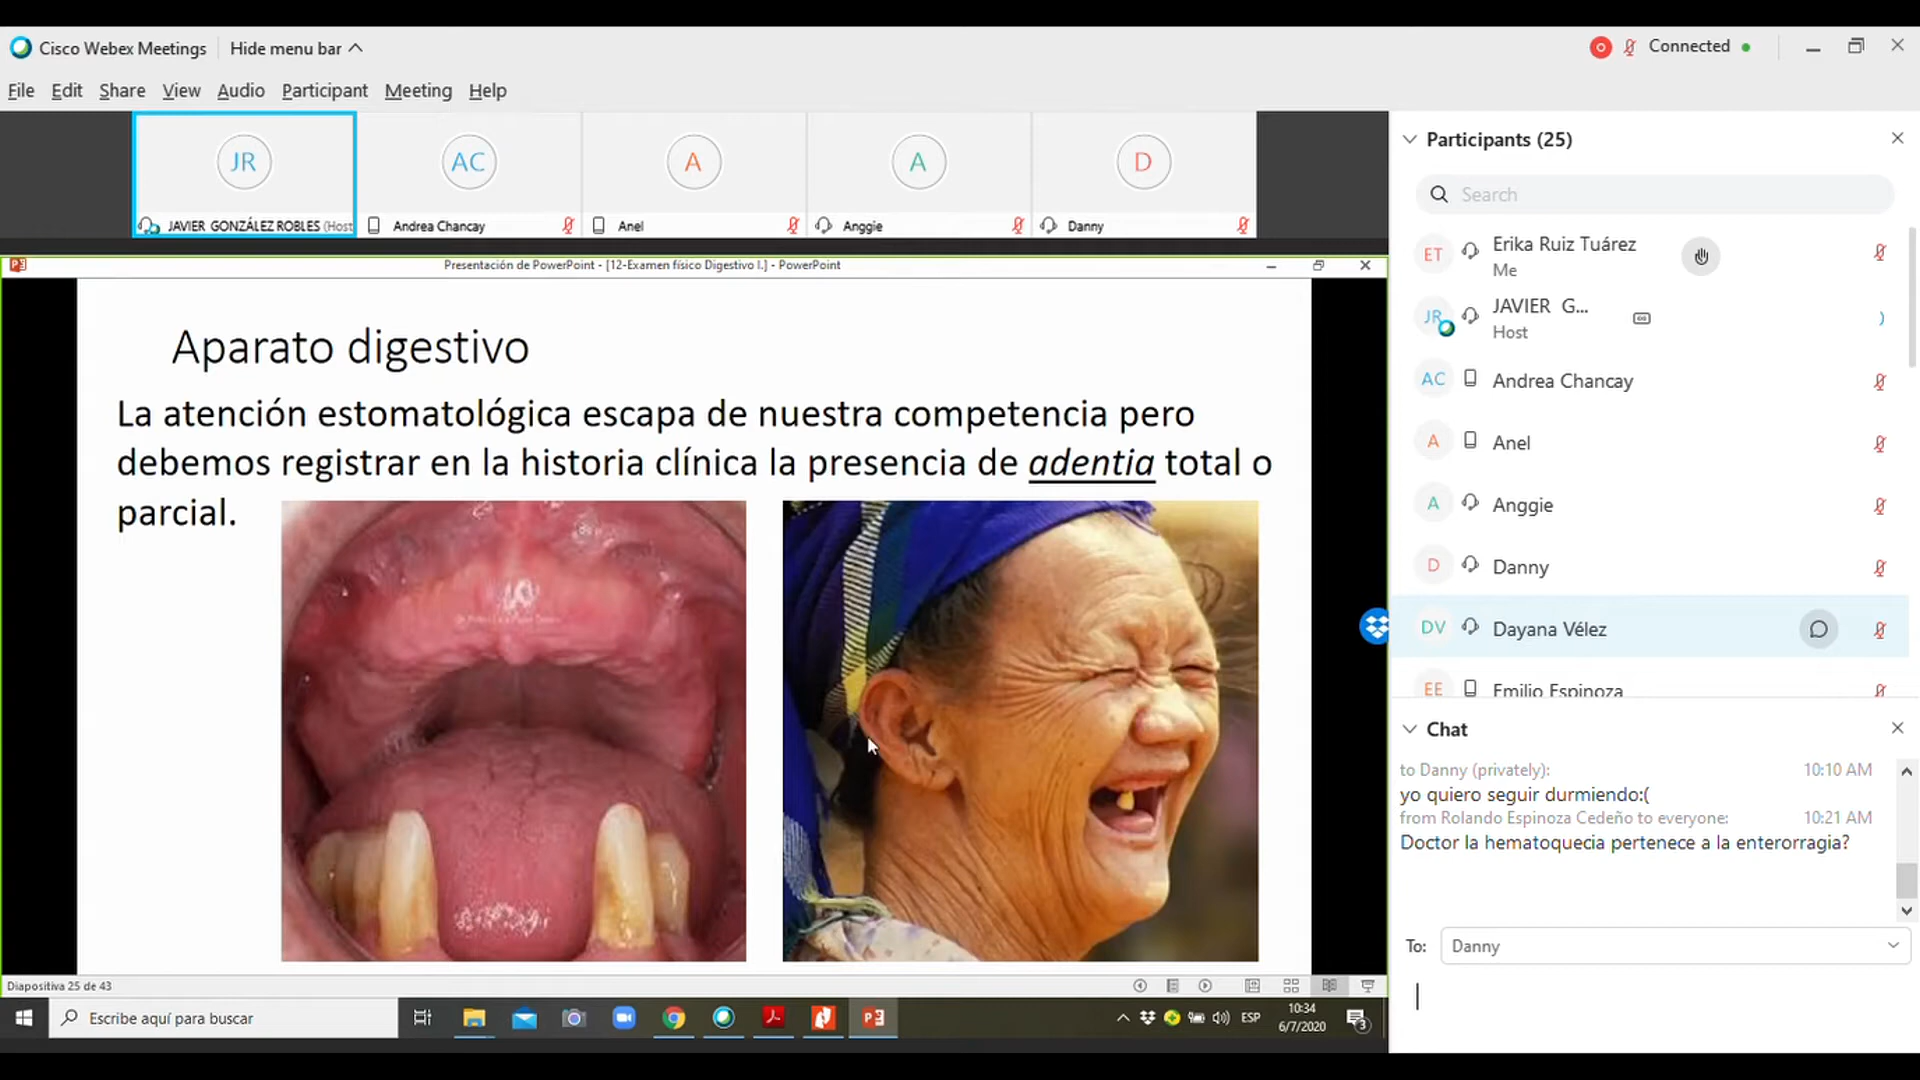 Cisco Webex Meetings
Hide menu bar
Connected
File Edit Share View Audio Participant Meeting Help
JR
AC
A
A
D
JAVIER GONZÁLEZ ROBLES (Host
Andrea Chancay
Anel
Anggie
Danny
Presentación de PowerPoint - [12-Examen físico Digestivo I.] - PowerPoint
Aparato digestivo
La atención estomatológica escapa de nuestra competencia pero
debemos registrar en la historia clínica la presencia de adentia total o
parcial.
Diapositiva 25 de 43
Escribe aquí para buscar
ESP
10:34
6/7/2020
3
Participants (25)
Search
ET
Erika Ruiz Tuárez
Me
JR
JAVIER G...
Host
AC
Andrea Chancay
A
Anel
A
Anggie
D
Danny
DV
Dayana Vélez
EE
Emilio Espinoza
Chat
to Danny (privately):
10:10 AM
yo quiero seguir durmiendo:(
from Rolando Espinoza Cedeño to everyone:
10:21 AM
Doctor la hematoquecia pertenece a la enterorragia?
To:
Danny